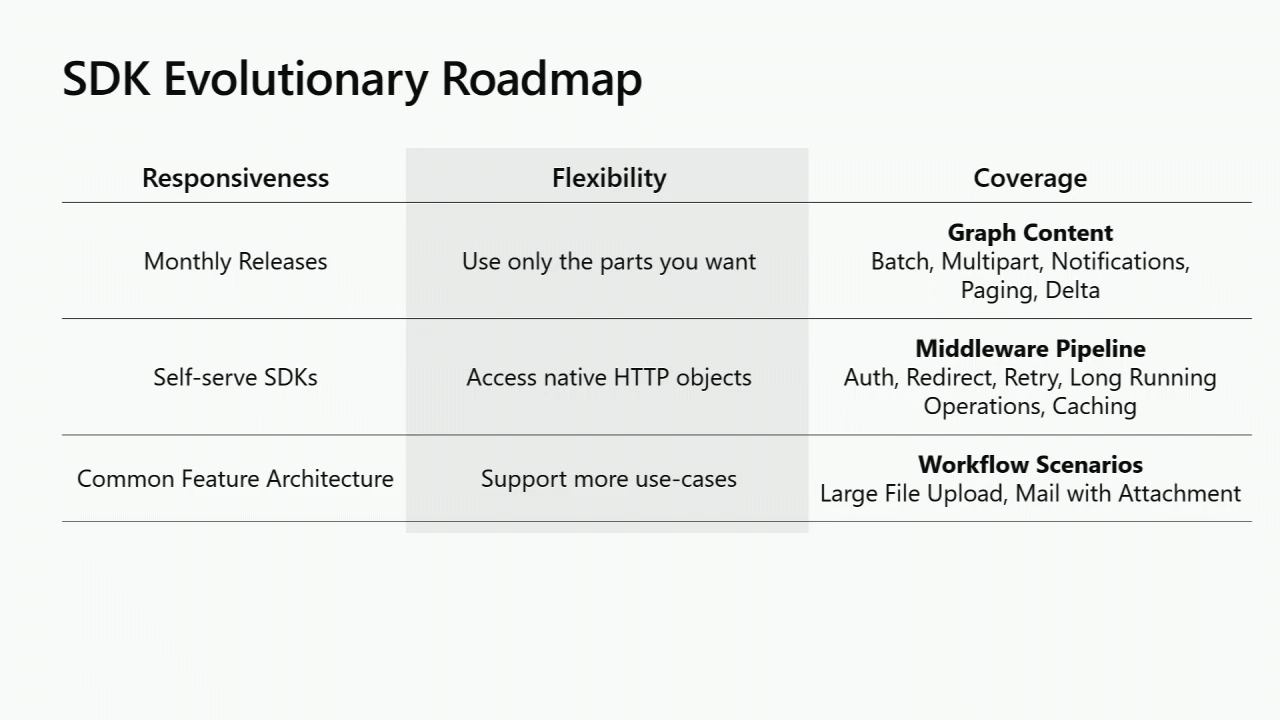 SDK Evolutionary Roadmap
Responsiveness
Flexibility
Coverage
Monthly Releases
Use only the parts you want
Graph Content
Batch, Multipart, Notifications,
Paging, Delta
Self-serve SDKs
Access native HTTP objects
Middleware Pipeline
Auth, Redirect, Retry, Long Running
Operations, Caching
Common Feature Architecture
Support more use-cases
Workflow Scenarios
Large File Upload, Mail with Attachment